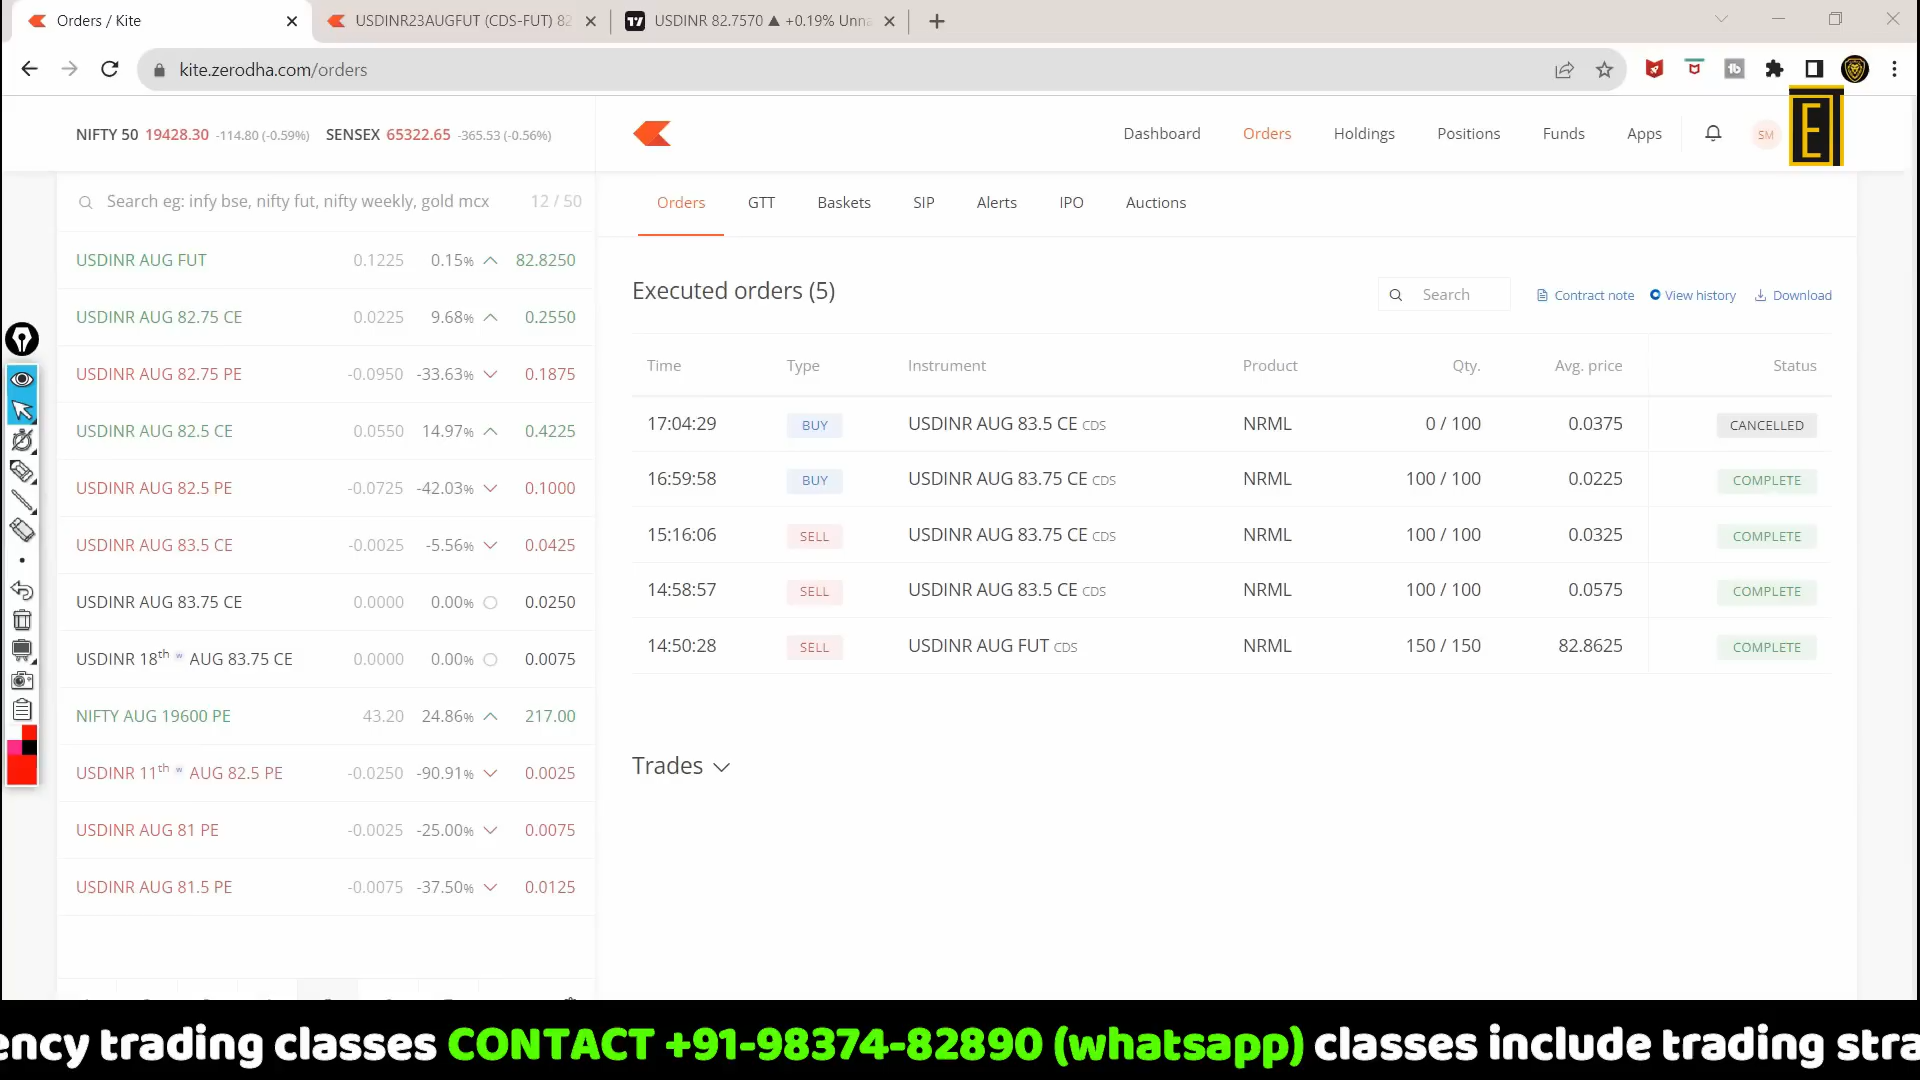 Orders / Kite
USDINR23AUGFUT (CDS-FUT) 82
USDINR 82.7570 ▲ +0.19% Unna
kite.zerodha.com/orders
NIFTY 50 19428.30 -114.80 (-0.59%) SENSEX 65322.65 -365.53 (-0.56%)
Dashboard Orders Holdings Positions Funds Apps SM
E
Search eg: infy bse, nifty fut, nifty weekly, gold mcx 12 / 50
USDINR AUG FUT 0.1225 0.15% 82.8250
USDINR AUG 82.75 CE 0.0225 9.68% 0.2550
USDINR AUG 82.75 PE -0.0950 -33.63% 0.1875
USDINR AUG 82.5 CE 0.0550 14.97% 0.4225
USDINR AUG 82.5 PE -0.0725 -42.03% 0.1000
USDINR AUG 83.5 CE -0.0025 -5.56% 0.0425
USDINR AUG 83.75 CE 0.0000 0.00% 0.0250
USDINR 18th w AUG 83.75 CE 0.0000 0.00% 0.0075
NIFTY AUG 19600 PE 43.20 24.86% 217.00
USDINR 11th w AUG 82.5 PE -0.0250 -90.91% 0.0025
USDINR AUG 81 PE -0.0025 -25.00% 0.0075
USDINR AUG 81.5 PE -0.0075 -37.50% 0.0125
Orders GTT Baskets SIP Alerts IPO Auctions
Executed orders (5) Search Contract note View history Download
Time Type Instrument Product Qty. Avg. price Status
17:04:29 BUY USDINR AUG 83.5 CE CDS NRML 0 / 100 0.0375 CANCELLED
16:59:58 BUY USDINR AUG 83.75 CE CDS NRML 100 / 100 0.0225 COMPLETE
15:16:06 SELL USDINR AUG 83.75 CE CDS NRML 100 / 100 0.0325 COMPLETE
14:58:57 SELL USDINR AUG 83.5 CE CDS NRML 100 / 100 0.0575 COMPLETE
14:50:28 SELL USDINR AUG FUT CDS NRML 150 / 150 82.8625 COMPLETE
Trades
ency trading classes CONTACT +91-98374-82890 (whatsapp) classes include trading stra